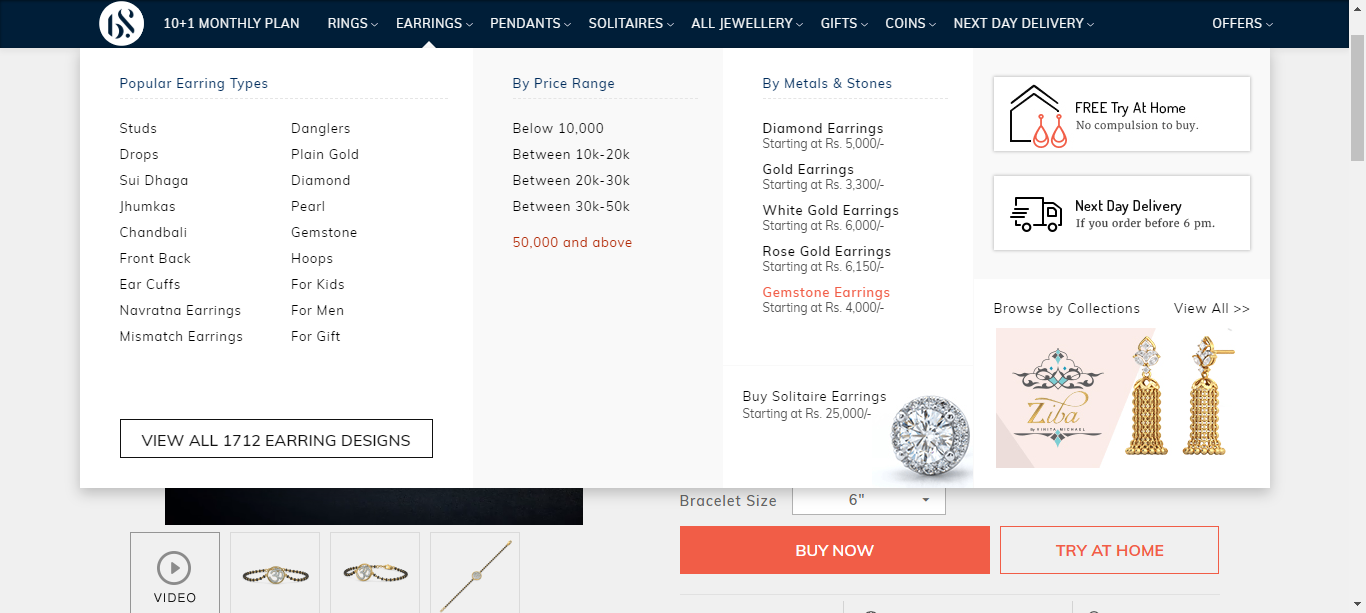 10+1 MONTHLY PLAN RINGS EARRINGS PENDANTS SOLITAIRES ALL JEWELLERY GIFTS COINS NEXT DAY DELIVERY OFFERS
Popular Earring Types
Studs
Drops
Sui Dhaga
Jhumkas
Chandbali
Front Back
Ear Cuffs
Navratna Earrings
Mismatch Earrings
Danglers
Plain Gold
Diamond
Pearl
Gemstone
Hoops
For Kids
For Men
For Gift
VIEW ALL 1712 EARRING DESIGNS
By Price Range
Below 10,000
Between 10k-20k
Between 20k-30k
Between 30k-50k
50,000 and above
By Metals & Stones
Diamond Earrings
Starting at Rs. 5,000/-
Gold Earrings
Starting at Rs. 3,300/-
White Gold Earrings
Starting at Rs. 6,000/-
Rose Gold Earrings
Starting at Rs. 6,150/-
Gemstone Earrings
Starting at Rs. 4,000/-
Buy Solitaire Earrings
Starting at Rs. 25,000/-
FREE Try At Home
No compulsion to buy.
Next Day Delivery
If you order before 6 pm.
Browse by Collections View All >>
Ziba
by VINITA MICHAEL
Bracelet Size 6"
BUY NOW TRY AT HOME
VIDEO